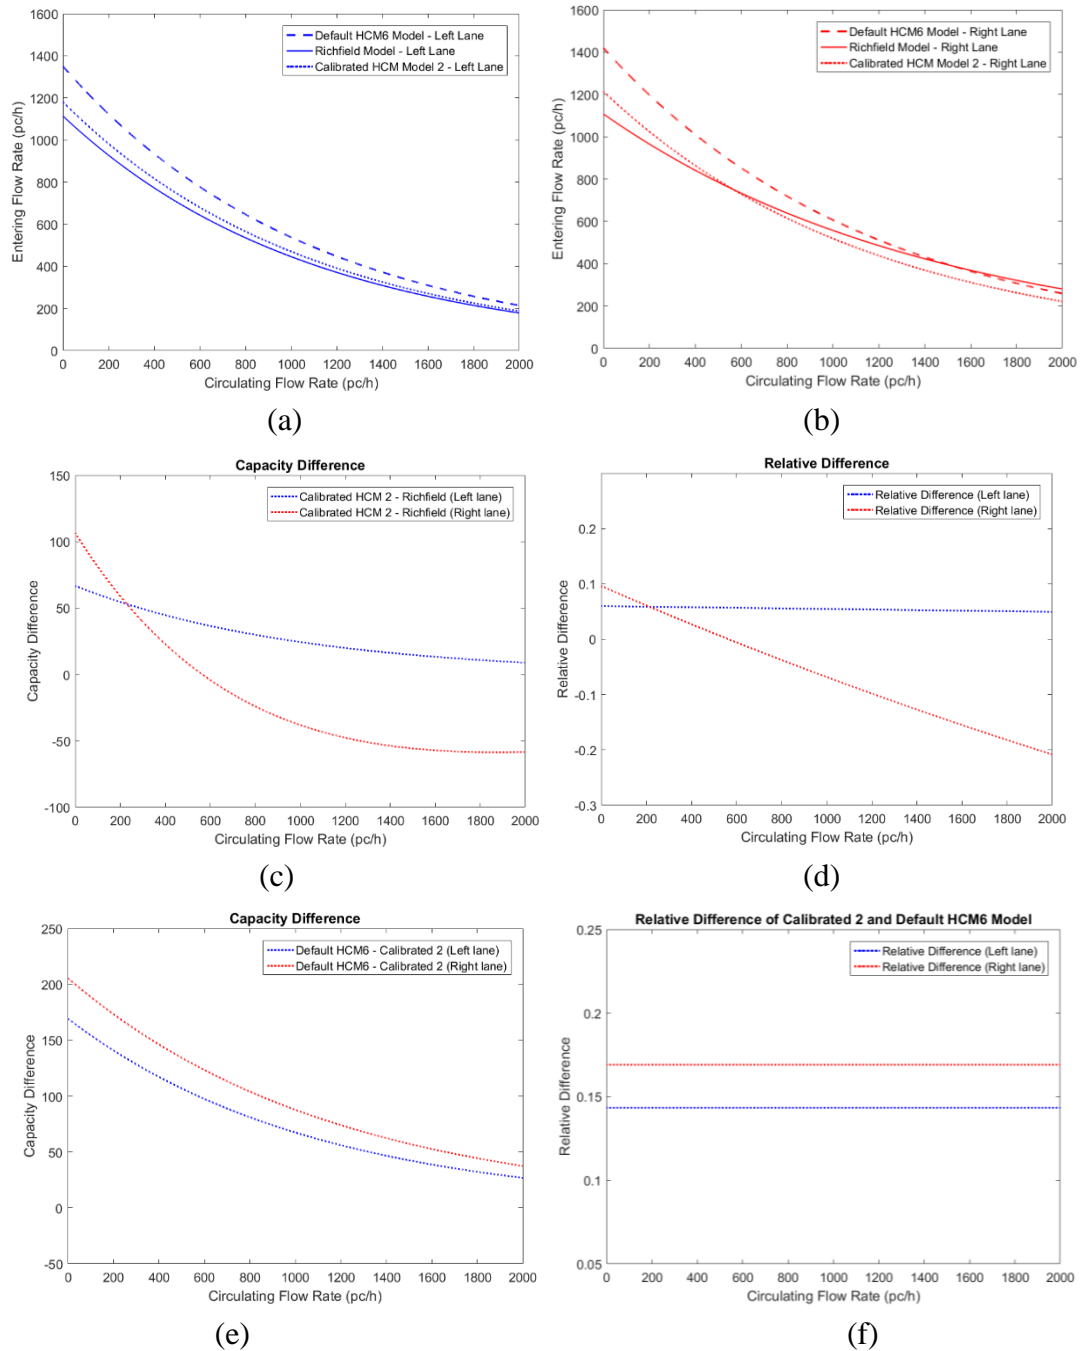 Default HCM6 Model - Left Lane
Richfield Model - Left Lane
Calibrated HCM Model 2 - Left Lane
1600
1400
1200
1000
800
600
400
200
0
Entering Flow Rate (pc/h)
0 200 400 600 800 1000 1200 1400 1600 1800 2000
Circulating Flow Rate (pc/h)
(a)
Default HCM6 Model - Right Lane
Richfield Model - Right Lane
Calibrated HCM Model 2 - Right Lane
1600
1400
1200
1000
800
600
400
200
0
Entering Flow Rate (pc/h)
0 200 400 600 800 1000 1200 1400 1600 1800 2000
Circulating Flow Rate (pc/h)
(b)
Capacity Difference
Calibrated HCM 2 - Richfield (Left lane)
Calibrated HCM 2 - Richfield (Right lane)
150
100
50
0
-50
-100
Capacity Difference
0 200 400 600 800 1000 1200 1400 1600 1800 2000
Circulating Flow Rate (pc/h)
(c)
Relative Difference
Relative Difference (Left lane)
Relative Difference (Right lane)
0.2
0.1
0
-0.1
-0.2
-0.3
Relative Difference
0 200 400 600 800 1000 1200 1400 1600 1800 2000
Circulating Flow Rate (pc/h)
(d)
Capacity Difference
Default HCM6 - Calibrated 2 (Left lane)
Default HCM6 - Calibrated 2 (Right lane)
250
200
150
100
50
0
-50
Capacity Difference
0 200 400 600 800 1000 1200 1400 1600 1800 2000
Circulating Flow Rate (pc/h)
(e)
Relative Difference of Calibrated 2 and Default HCM6 Model
Relative Difference (Left lane)
Relative Difference (Right lane)
0.25
0.2
0.15
0.1
0.05
Relative Difference
0 200 400 600 800 1000 1200 1400 1600 1800 2000
Circulating Flow Rate (pc/h)
(f)